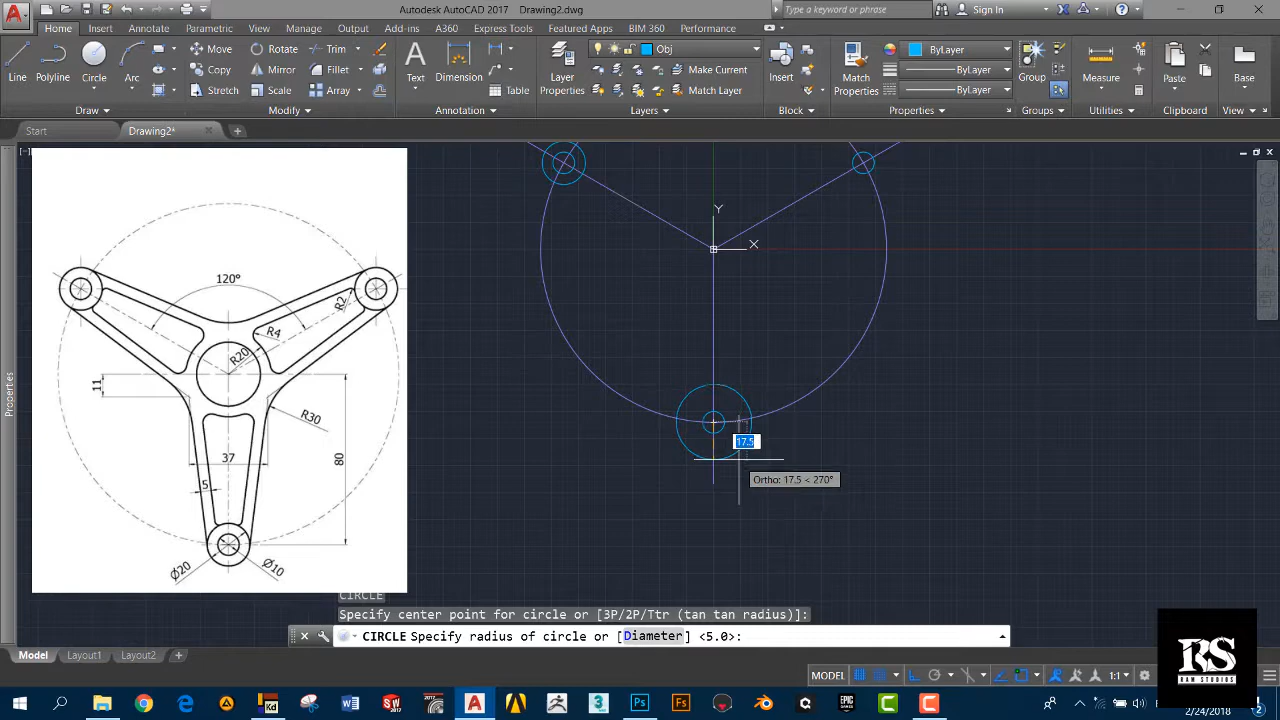 Autodesk AutoCAD 2017 Drawing2.dwg
Type a keyword or phrase
Sign In
Home Insert Annotate Parametric View Manage Output Add-ins A360 Express Tools Featured Apps BIM 360 Performance
Line
Polyline
Circle
Arc
Move
Rotate
Trim
Copy
Mirror
Fillet
Stretch
Scale
Array
Text
Dimension
Table
Layer
Properties
Obj
Make Current
Match Layer
Insert
Match
Properties
ByLayer
ByLayer
ByLayer
Group
Measure
Paste
Base
Draw
Modify
Annotation
Layers
Block
Properties
Groups
Utilities
Clipboard
View
Start
Drawing2*
[−]
Properties
120°
R2
R4
R20
11
R30
37
80
5
Ø20
Ø10
Y
X
17.5
Ortho: 17.5 < 270°
CIRCLE
Specify center point for circle or [3P/2P/Ttr (tan tan radius)]:
CIRCLE Specify radius of circle or [Diameter] <5.0>:
Model
Layout1
Layout2
MODEL
1:1
RS
RAM STUDIOS
2/24/2018